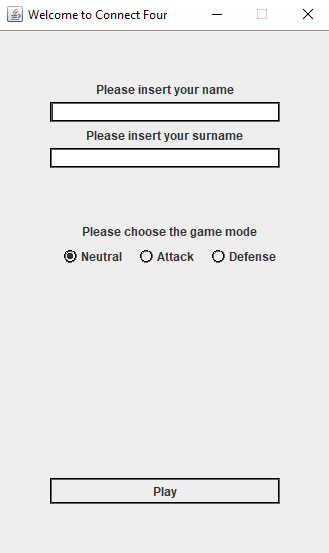 Welcome to Connect Four
Please insert your name
Please insert your surname
Please choose the game mode
Neutral Attack Defense
Play